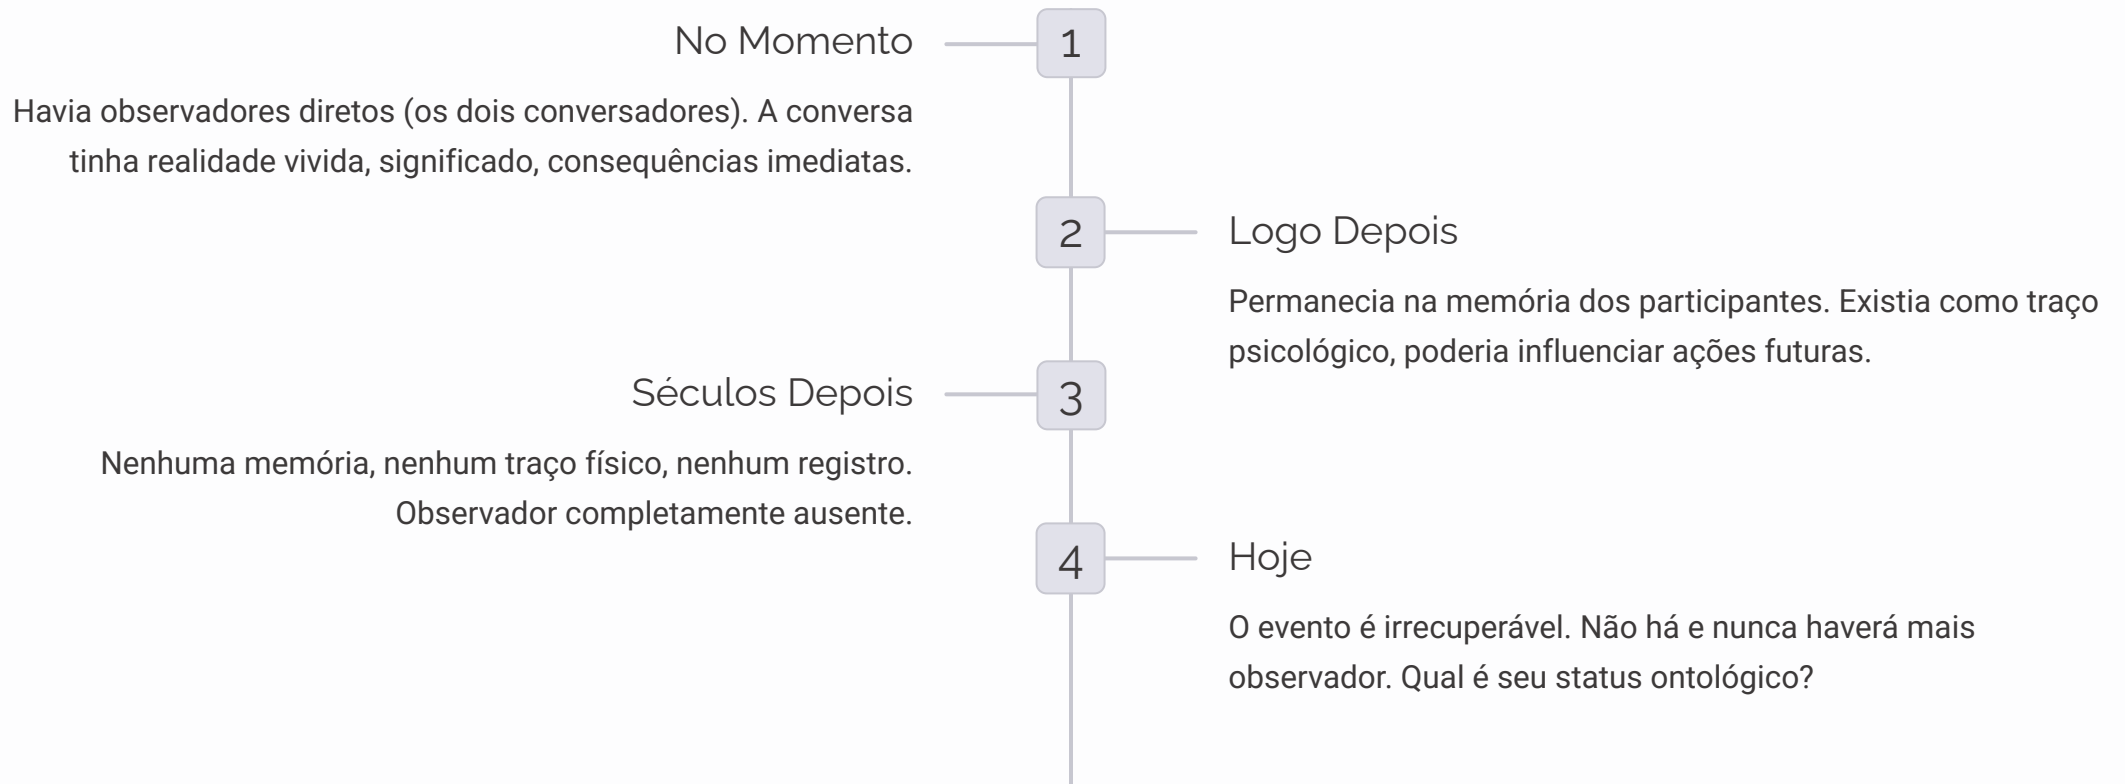 No Momento
1
Havia observadores diretos (os dois conversadores). A conversa
tinha realidade vivida, significado, consequências imediatas.
2
Logo Depois
Permanecia na memória dos participantes. Existia como traço
psicológico, poderia influenciar ações futuras.
Séculos Depois
3
Nenhuma memória, nenhum traço físico, nenhum registro.
Observador completamente ausente.
4
Hoje
O evento é irrecuperável. Não há e nunca haverá mais
observador. Qual é seu status ontológico?